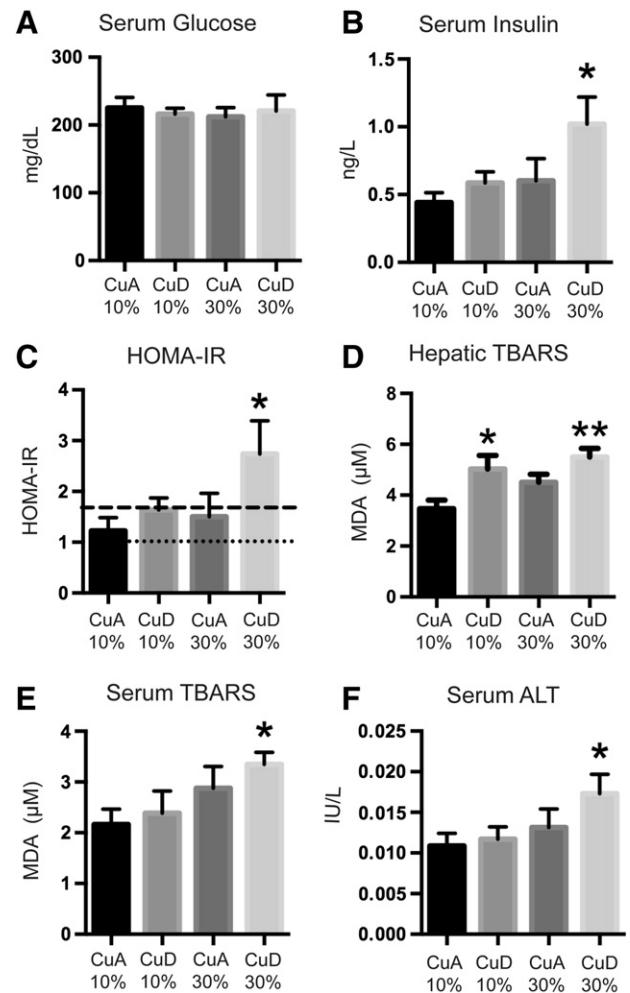 A
Serum Glucose
mg/dL
300
200
100
0
CuA CuD CuA CuD
10% 10% 30% 30%
B
Serum Insulin
ng/L
1.5
1.0
0.5
0.0
*
CuA CuD CuA CuD
10% 10% 30% 30%
C
HOMA-IR
HOMA-IR
4
3
2
1
0
*
CuA CuD CuA CuD
10% 10% 30% 30%
D
Hepatic TBARS
MDA (μM)
8
6
4
2
0
* **
CuA CuD CuA CuD
10% 10% 30% 30%
E
Serum TBARS
MDA (μM)
4
3
2
1
0
*
CuA CuD CuA CuD
10% 10% 30% 30%
F
Serum ALT
IU/L
0.025
0.020
0.015
0.010
0.005
0.000
*
CuA CuD CuA CuD
10% 10% 30% 30%